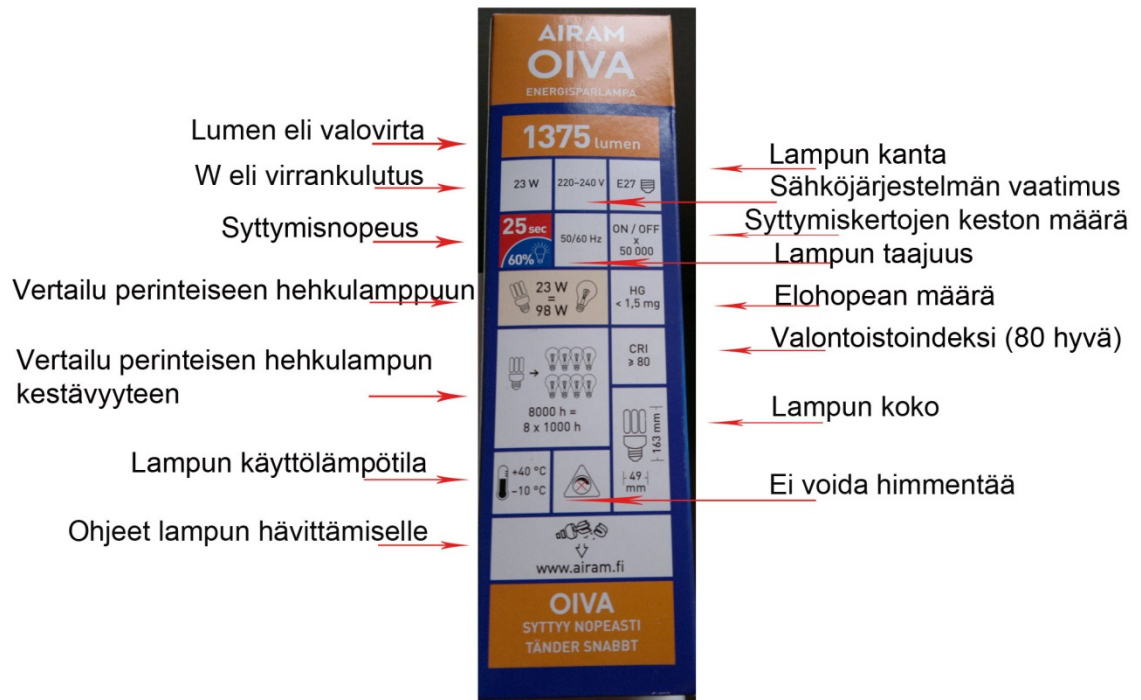 AIRAM
OIVA
ENERGISPARLAMPA
Lumen eli valovirta
1375 lumen
Lampun kanta
W eli virrankulutus
23 W
220-240 V
E27
Sähköjärjestelmän vaatimus
Syttymisnopeus
25 sec
60%
50/60 Hz
ON / OFF
x
50 000
Syttymiskertojen keston määrä
Lampun taajuus
Vertailu perinteiseen hehkulamppuun
23 W
=
98 W
HG
< 1,5 mg
Elohopean määrä
Vertailu perinteisen hehkulampun
kestävyyteen
8000 h =
8 x 1000 h
CRI
≥ 80
Valontoistoindeksi (80 hyvä)
163 mm
49
mm
Lampun koko
Lampun käyttölämpötila
+40 °C
-10 °C
Ei voida himmentää
Ohjeet lampun hävittämiselle
www.airam.fi
OIVA
SYTTYY NOPEASTI
TÄNDER SNABBT